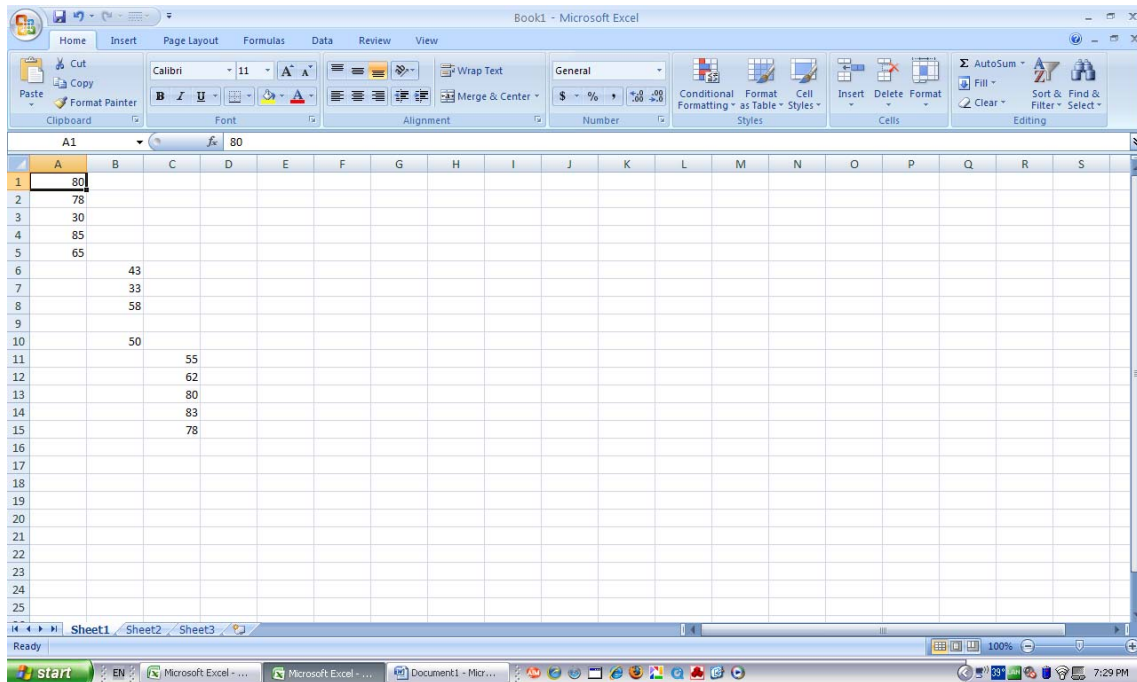 Book1 - Microsoft Excel
Home Insert Page Layout Formulas Data Review View
Paste
Cut
Copy
Format Painter
Clipboard
Calibri 11
B I U
Font
Wrap Text
Merge & Center
Alignment
General
$ % ,
Number
Conditional Formatting
Format as Table
Cell Styles
Styles
Insert Delete Format
Cells
Σ AutoSum
Fill
Clear
Sort & Filter
Find & Select
Editing
A1 fx 80
A B C D E F G H I J K L M N O P Q R S
1 80
2 78
3 30
4 85
5 65
6 43
7 33
8 58
9
10 50
11 55
12 62
13 80
14 83
15 78
16
17
18
19
20
21
22
23
24
25
Sheet1 Sheet2 Sheet3
Ready 100%
start EN Microsoft Excel - ... Microsoft Excel - ... Document1 - Micr... 39° 7:29 PM